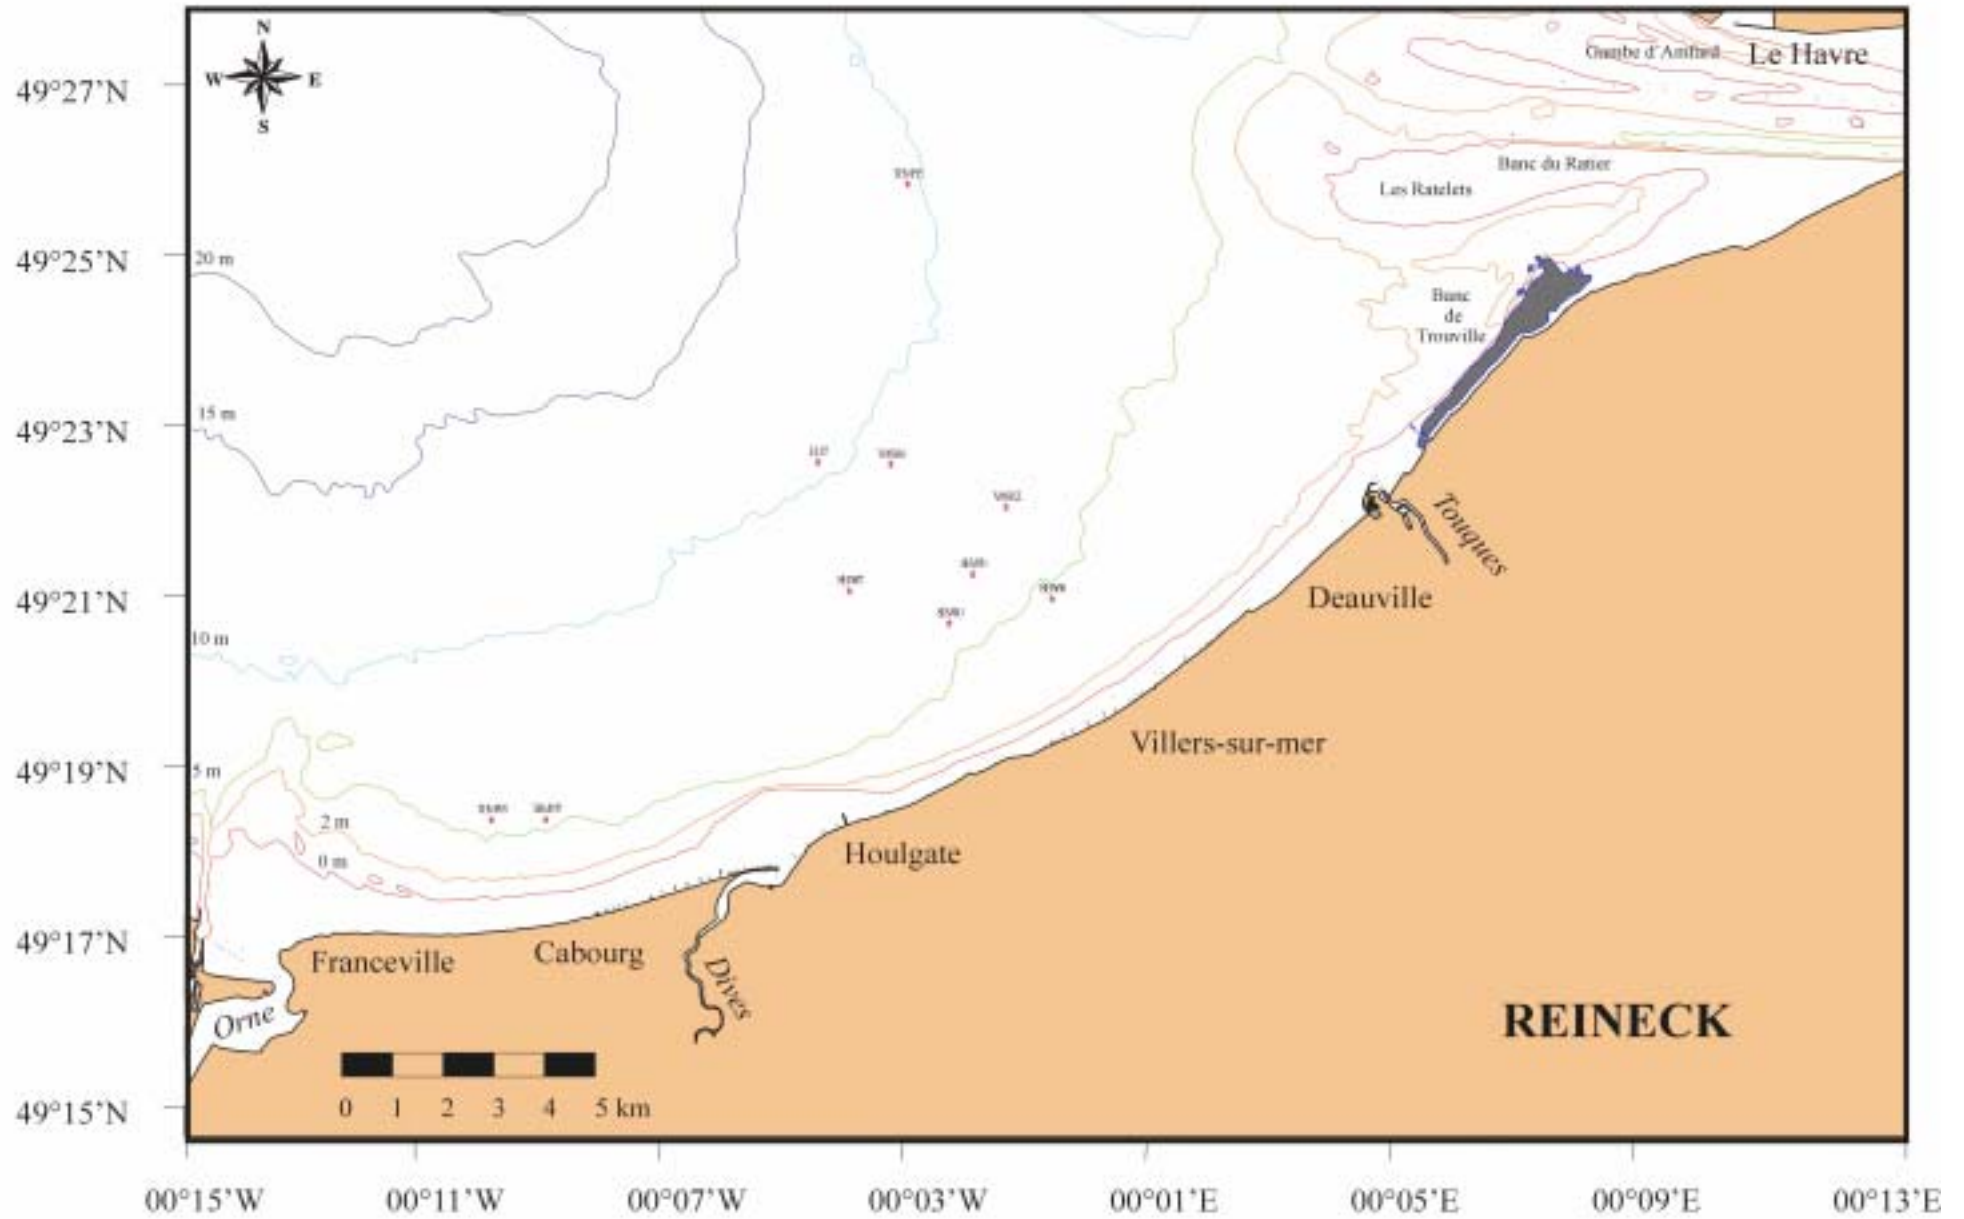 N
W E
S
49°27’N
49°25’N
49°23’N
49°21’N
49°19’N
49°17’N
49°15’N
20 m
15 m
10 m
5 m
2 m
0 m
Le Havre
Banc du Ratier
Les Ratelets
Banc
de
Trouville
Touques
Deauville
Villers-sur-mer
Houlgate
Cabourg
Franceville
Dives
Orne
REINECK
0 1 2 3 4 5 km
00°15’W 00°11’W 00°07’W 00°03’W 00°01’E 00°05’E 00°09’E 00°13’E